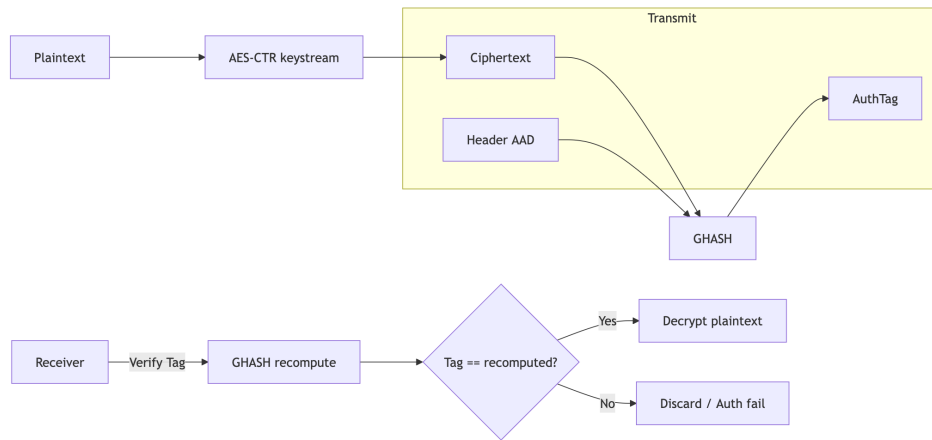 Transmit
Plaintext
AES-CTR keystream
Ciphertext
AuthTag
Header AAD
GHASH
Receiver
Verify Tag
GHASH recompute
Tag == recomputed?
Yes
Decrypt plaintext
No
Discard / Auth fail